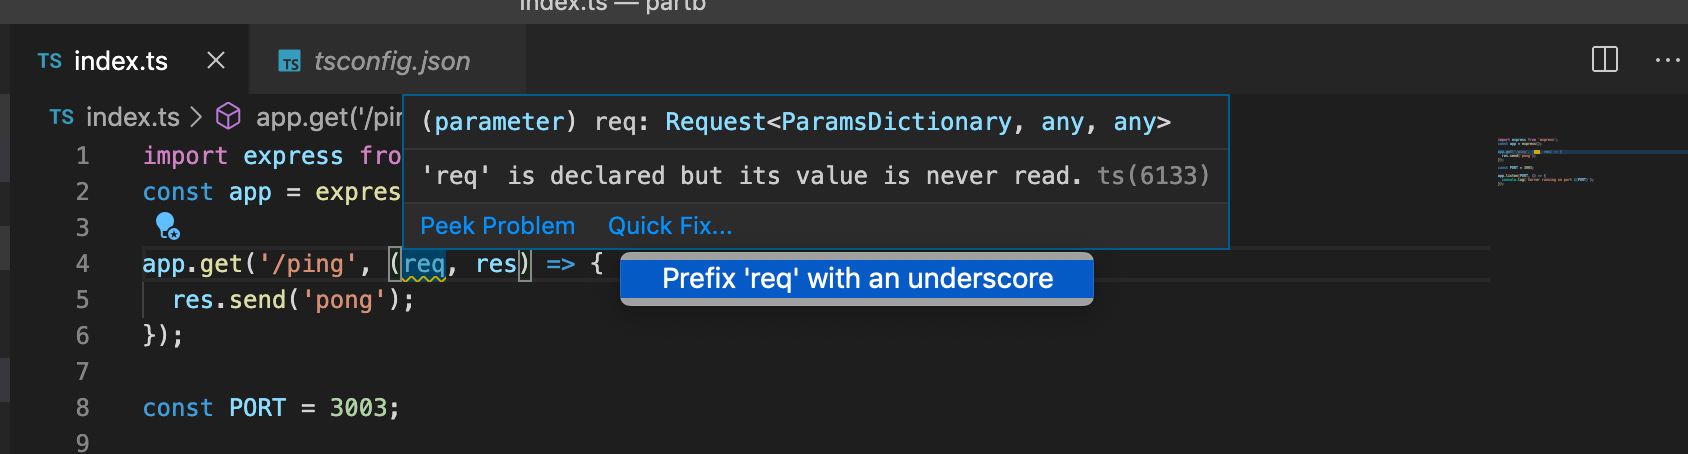 index.ts — partb
TS index.ts × TS tsconfig.json ···
TS index.ts > app.get('/pin
(parameter) req: Request<ParamsDictionary, any, any>
'req' is declared but its value is never read. ts(6133)
Peek Problem Quick Fix...
1 import express fro
2 const app = expres
3
4 app.get('/ping', (req, res) => {
Prefix 'req' with an underscore
5 res.send('pong');
6 });
7
8 const PORT = 3003;
9